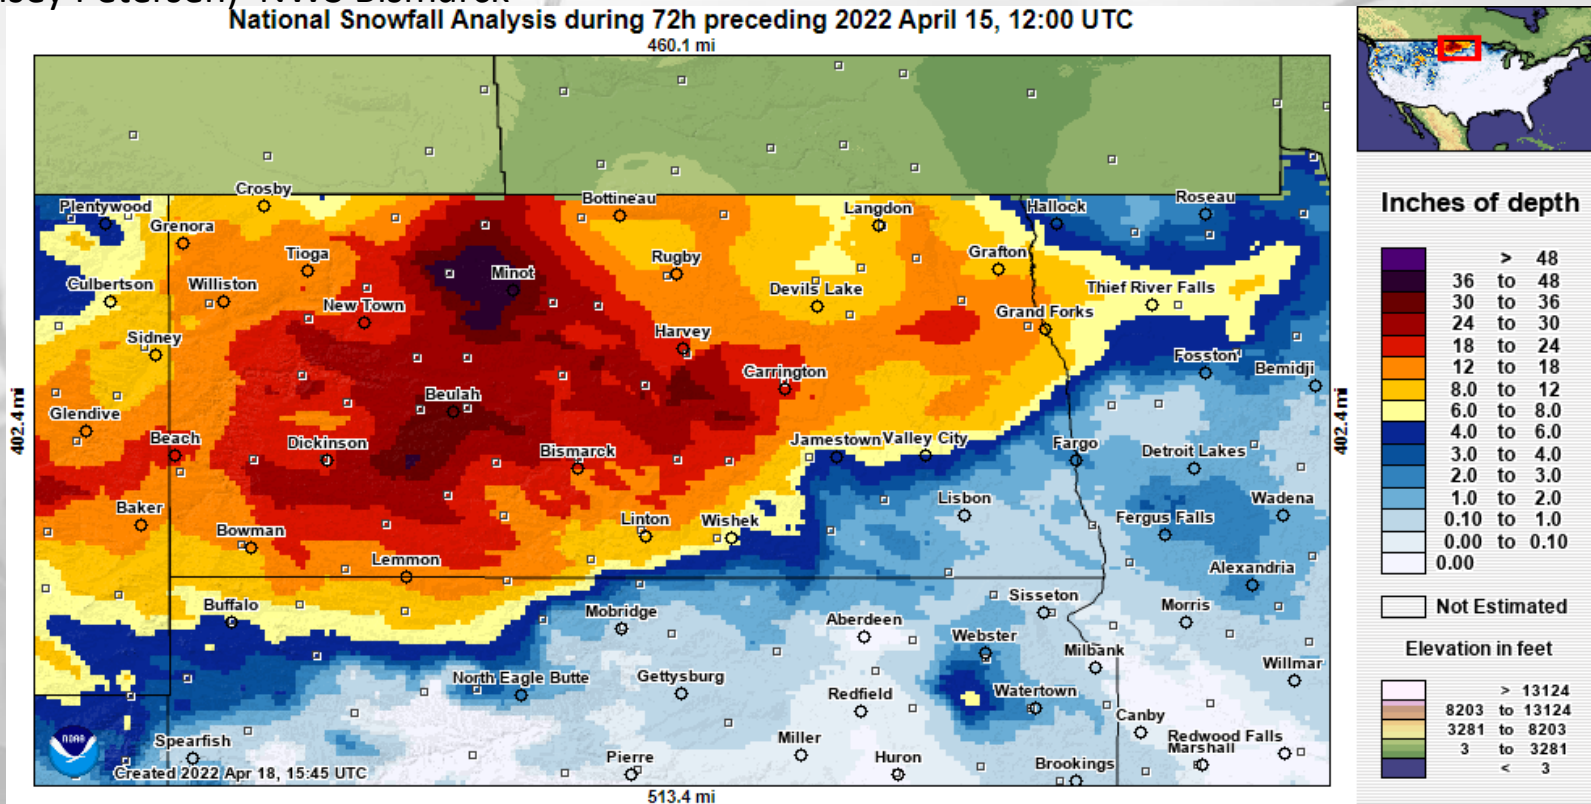 sey Petersen/ NWS Bismarck
National Snowfall Analysis during 72h preceding 2022 April 15, 12:00 UTC
460.1 mi
Crosby
Plentywood
Grenora
Bottineau
Langdon
Hallock
Roseau
Tioga
Rugby
Grafton
Culbertson
Williston
Minot
New Town
Devils Lake
Thief River Falls
Grand Forks
Sidney
Harvey
Fosston
Bemidji
Carrington
Beulah
Glendive
402.4 mi
402.4 mi
Beach
Dickinson
Bismarck
Jamestown
Valley City
Fargo
Detroit Lakes
Baker
Bowman
Linton
Wishek
Lisbon
Fergus Falls
Wadena
Lemmon
Alexandria
Buffalo
Mobridge
Aberdeen
Sisseton
Morris
Webster
Milbank
Willmar
North Eagle Butte
Gettysburg
Redfield
Watertown
Canby
Redwood Falls
Marshall
Spearfish
Pierre
Miller
Huron
Brookings
NOAA
Created 2022 Apr 18, 15:45 UTC
513.4 mi
Inches of depth
> 48
36 to 48
30 to 36
24 to 30
18 to 24
12 to 18
8.0 to 12
6.0 to 8.0
4.0 to 6.0
3.0 to 4.0
2.0 to 3.0
1.0 to 2.0
0.10 to 1.0
0.00 to 0.10
0.00
Not Estimated
Elevation in feet
> 13124
8203 to 13124
3281 to 8203
3 to 3281
< 3